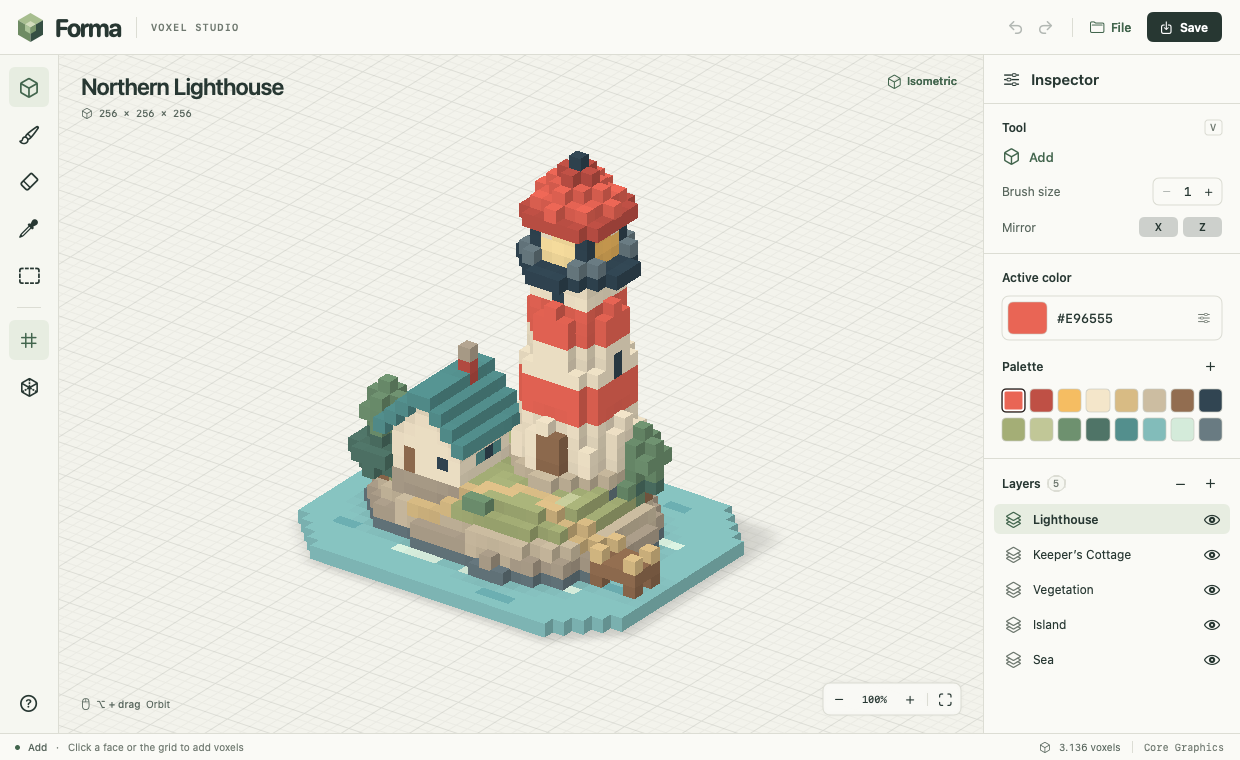 Forma
VOXEL STUDIO
File
Save
Northern Lighthouse
256 × 256 × 256
Isometric
Inspector
Tool
V
Add
Brush size
− 1 +
Mirror
X
Z
Active color
#E96555
Palette +
Layers 5 − +
Lighthouse
Keeper’s Cottage
Vegetation
Island
Sea
⌥ + drag Orbit
− 100% +
?
Add · Click a face or the grid to add voxels
3.136 voxels
Core Graphics